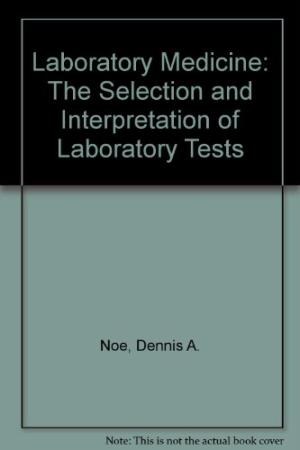 Laboratory Medicine:
The Selection and
Interpretation of
Laboratory Tests
Noe, Dennis A.
Note: This is not the actual book cover